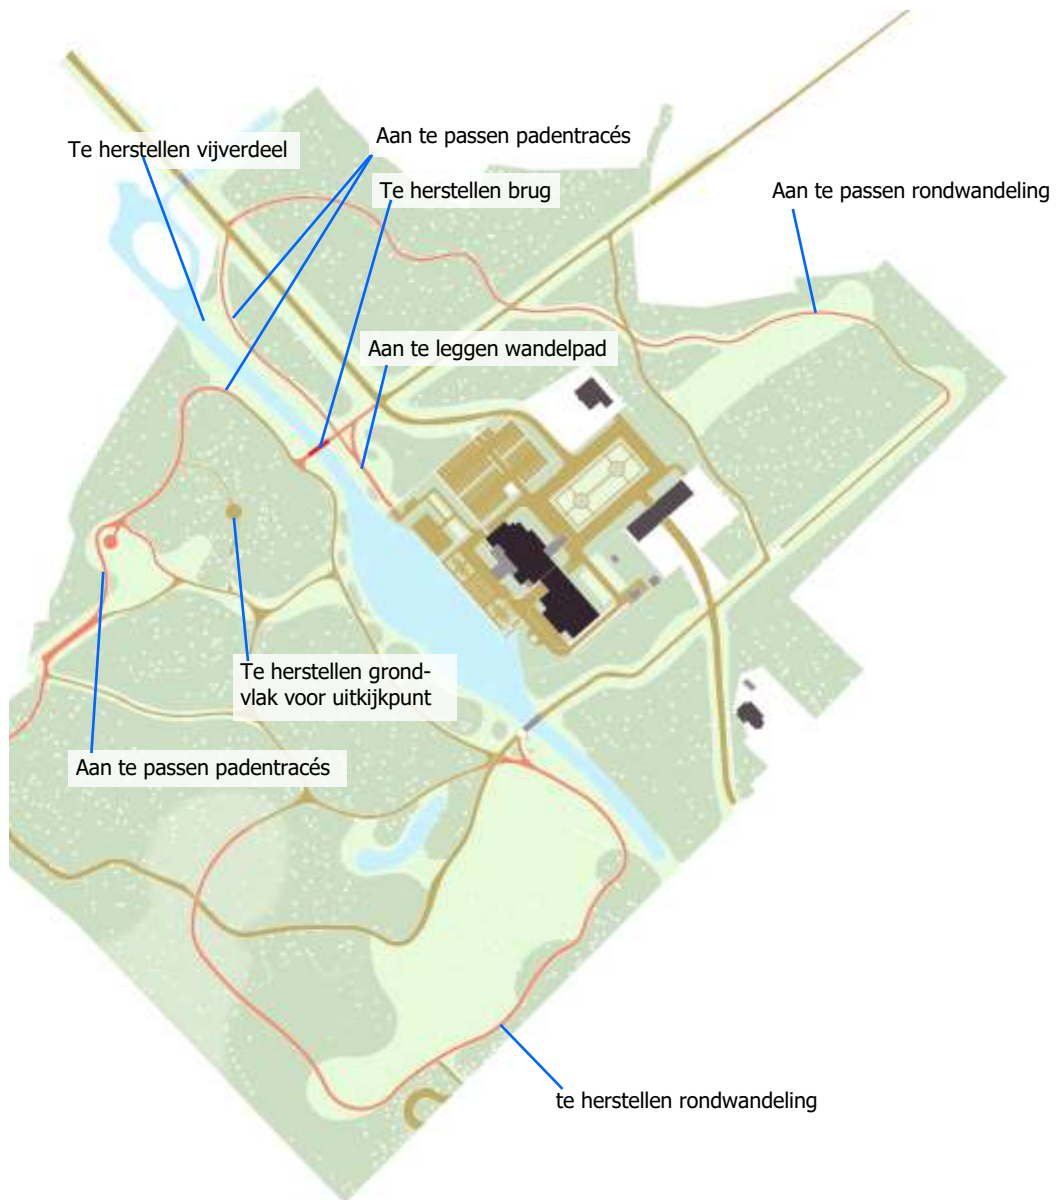 Aan te passen padentracés
Te herstellen vijverdeel
Te herstellen brug
Aan te passen rondwandeling
Aan te leggen wandelpad
Te herstellen grond-
vlak voor uitkijkpunt
Aan te passen padentracés
te herstellen rondwandeling